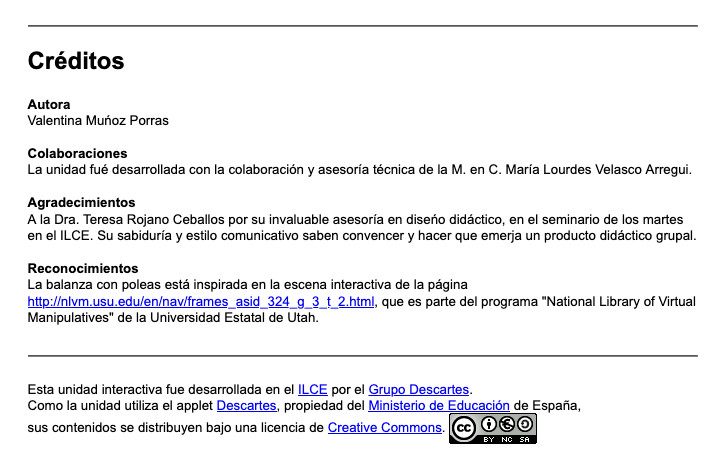 Créditos
Autora
Valentina Muńoz Porras
Colaboraciones
La unidad fué desarrollada con la colaboración y asesoría técnica de la M. en C. María Lourdes Velasco Arregui.
Agradecimientos
A la Dra. Teresa Rojano Ceballos por su invaluable asesoría en diseńo didáctico, en el seminario de los martes
en el ILCE. Su sabiduría y estilo comunicativo saben convencer y hacer que emerja un producto didáctico grupal.
Reconocimientos
La balanza con poleas está inspirada en la escena interactiva de la página
http://nlvm.usu.edu/en/nav/frames_asid_324_g_3_t_2.html, que es parte del programa "National Library of Virtual
Manipulatives" de la Universidad Estatal de Utah.
Esta unidad interactiva fue desarrollada en el ILCE por el Grupo Descartes.
Como la unidad utiliza el applet Descartes, propiedad del Ministerio de Educación de España,
sus contenidos se distribuyen bajo una licencia de Creative Commons. cc BY NC SA